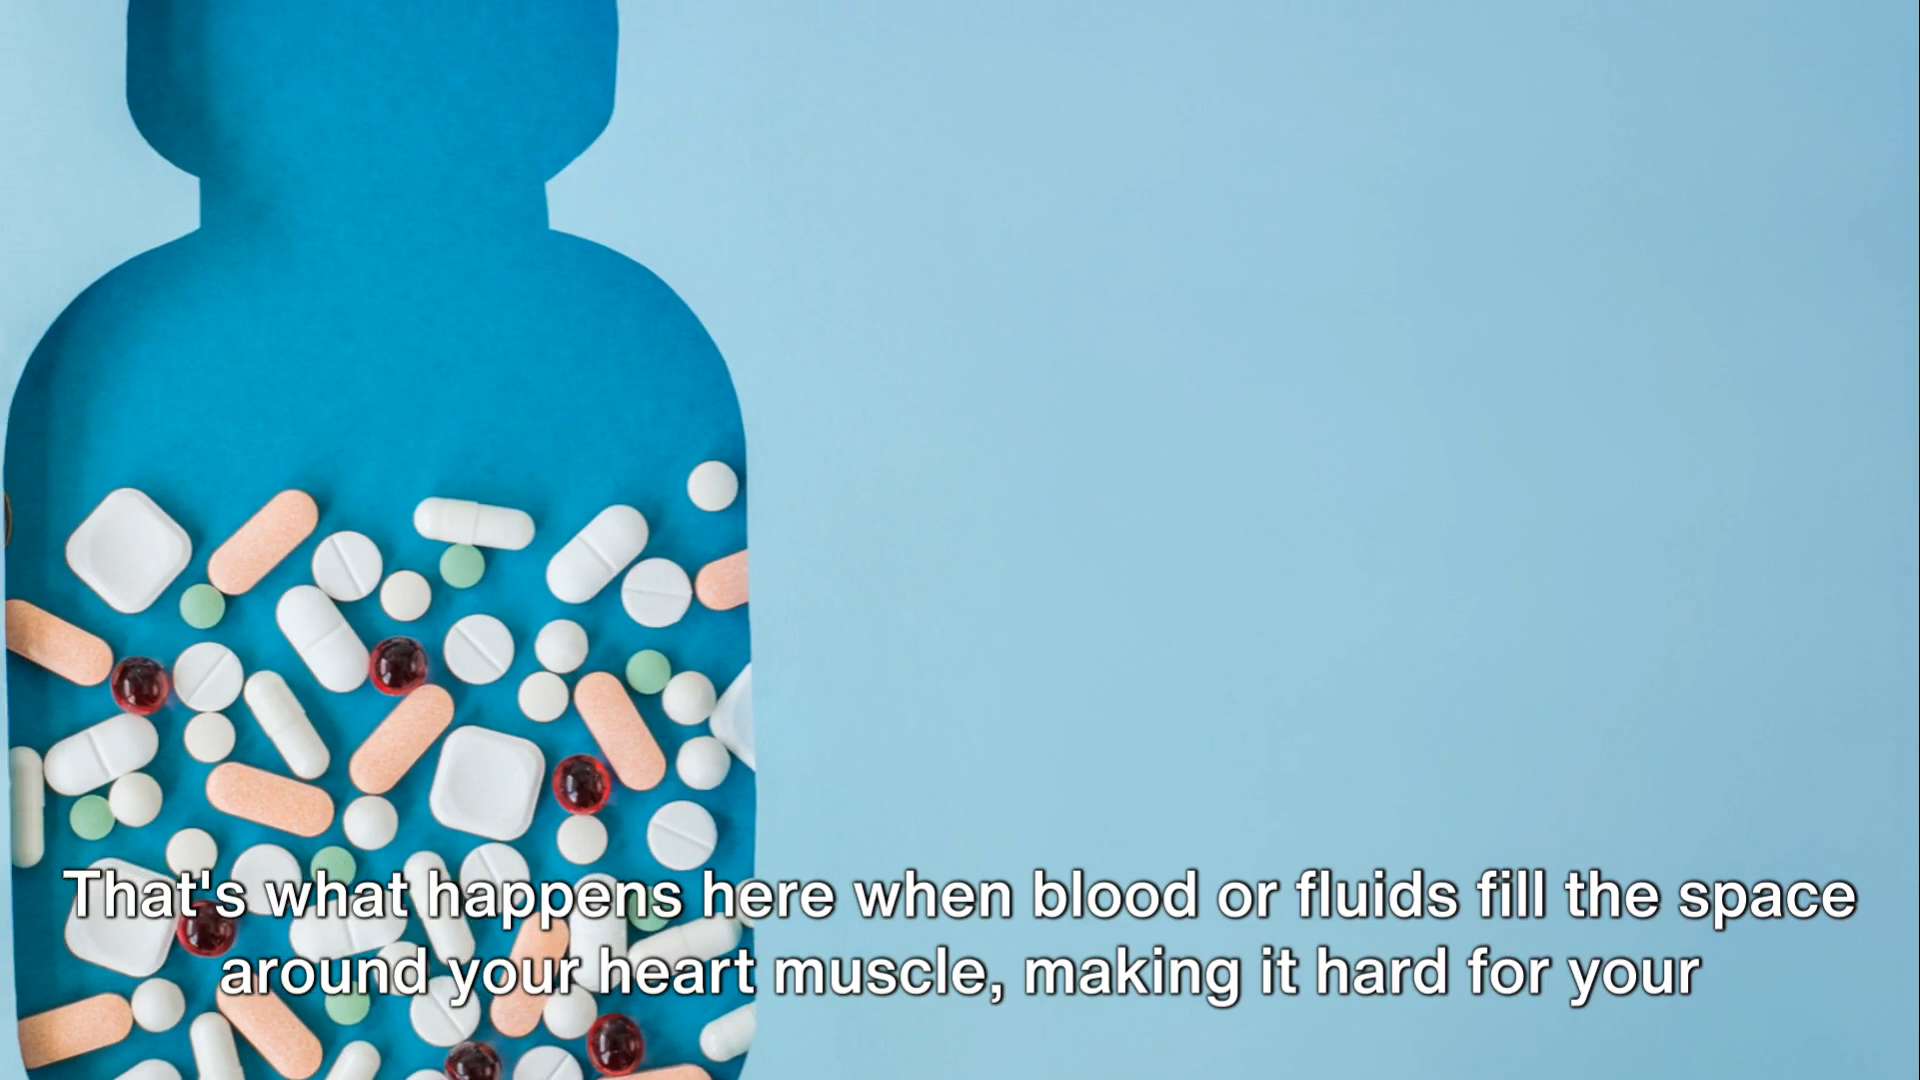 That's what happens here when blood or fluids fill the space
around your heart muscle, making it hard for your